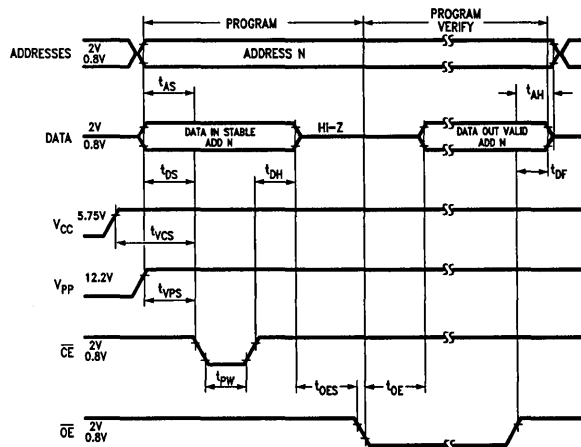 PROGRAM
PROGRAM VERIFY
ADDRESSES
2V
0.8V
ADDRESS N
tAS
tAH
DATA
2V
0.8V
DATA IN STABLE
ADD N
HI-Z
DATA OUT VALID
ADD N
tDS
tDH
tDF
VCC
5.75V
tVCS
VPP
12.2V
tVPS
CE
2V
0.8V
tPW
tOES
tOE
OE
2V
0.8V